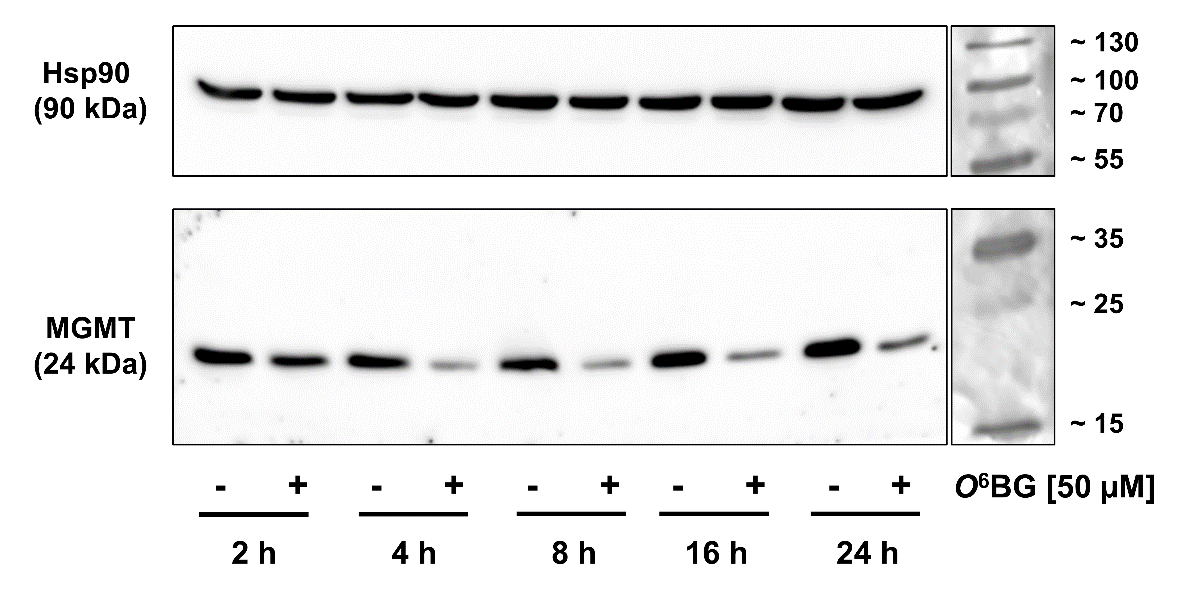 Hsp90
(90 kDa)
~ 130
~ 100
~ 70
~ 55
MGMT
(24 kDa)
~ 35
~ 25
~ 15
- + - + - + - + - + O⁶BG [50 µM]
2 h 4 h 8 h 16 h 24 h